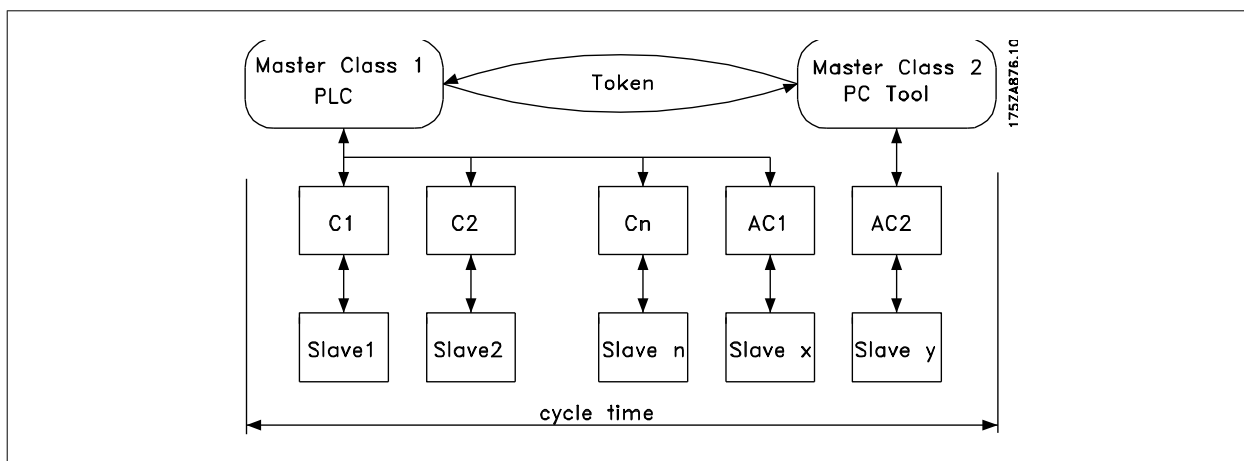 Master Class 1
PLC
Token
Master Class 2
PC Tool
175ZA876.10
C1
C2
Cn
AC1
AC2
Slave1
Slave2
Slave n
Slave x
Slave y
cycle time